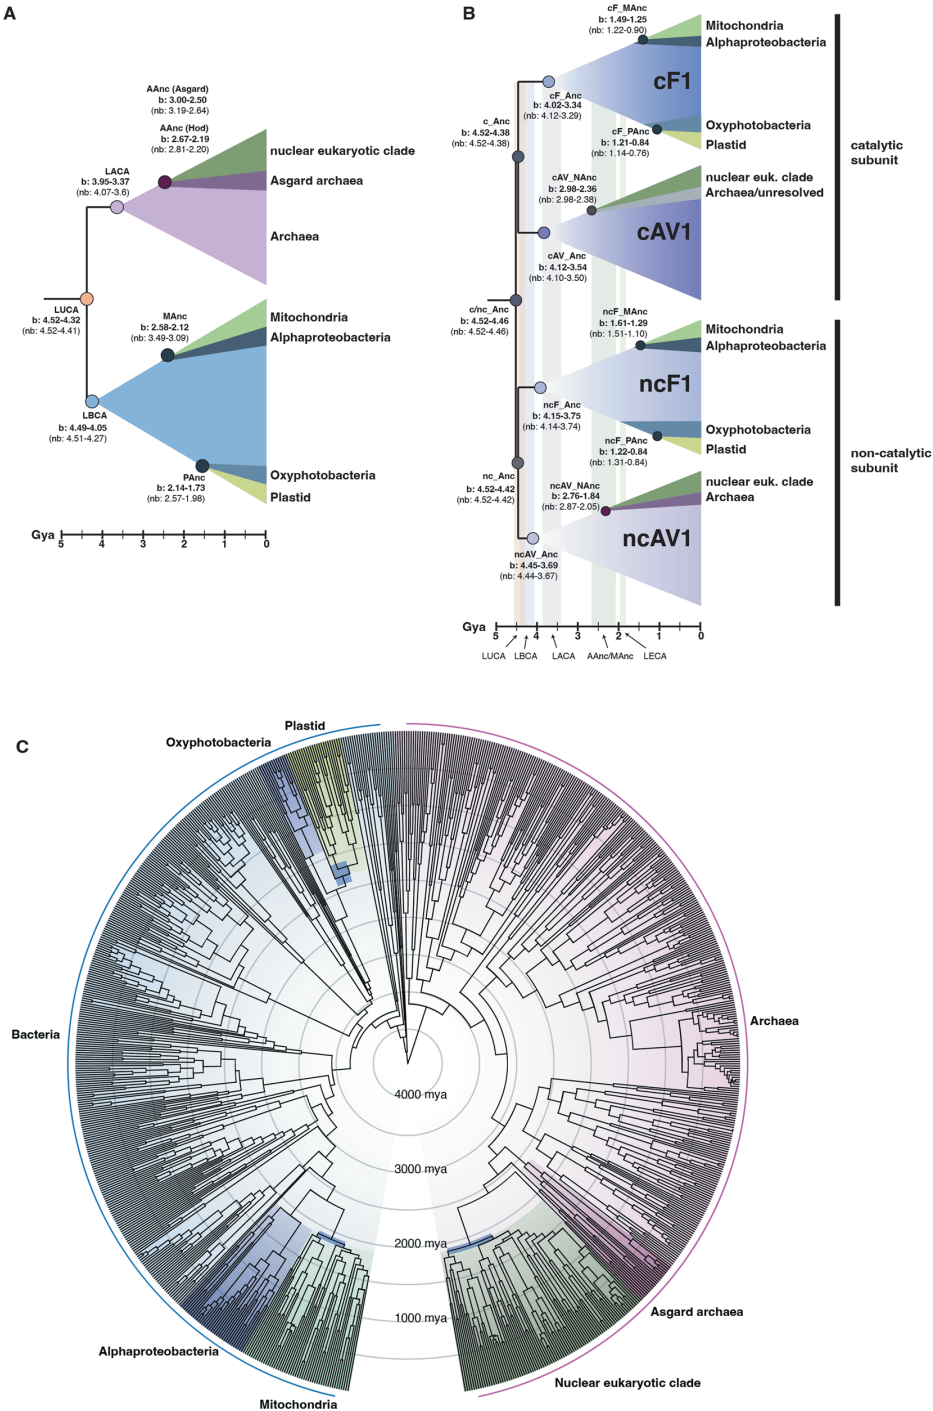 A
AAnc (Asgard)
b: 3.00-2.50
(nb: 3.19-2.64)
AAnc (Hod)
b: 2.67-2.19
(nb: 2.81-2.20)
LACA
b: 3.95-3.37
(nb: 4.07-3.6)
nuclear eukaryotic clade
Asgard archaea
Archaea
LUCA
b: 4.52-4.32
(nb: 4.52-4.41)
MAnc
b: 2.58-2.12
(nb: 3.49-3.09)
Mitochondria
Alphaproteobacteria
LBCA
b: 4.49-4.05
(nb: 4.51-4.27)
PAnc
b: 2.14-1.73
(nb: 2.57-1.98)
Oxyphotobacteria
Plastid
Gya
5 4 3 2 1 0
B
cF_MAnc
b: 1.49-1.25
(nb: 1.22-0.90)
Mitochondria
Alphaproteobacteria
cF1
cF_Anc
b: 4.02-3.34
(nb: 4.12-3.29)
c_Anc
b: 4.52-4.38
(nb: 4.52-4.38)
cF_PAnc
b: 1.21-0.84
(nb: 1.14-0.76)
Oxyphotobacteria
Plastid
catalytic
subunit
cAV_NAnc
b: 2.98-2.36
(nb: 2.98-2.38)
nuclear euk. clade
Archaea/unresolved
cAV1
cAV_Anc
b: 4.12-3.54
(nb: 4.10-3.50)
c/nc_Anc
b: 4.52-4.46
(nb: 4.52-4.46)
ncF_MAnc
b: 1.61-1.29
(nb: 1.51-1.10)
Mitochondria
Alphaproteobacteria
ncF1
ncF_Anc
b: 4.15-3.75
(nb: 4.14-3.74)
Oxyphotobacteria
Plastid
ncF_PAnc
b: 1.22-0.84
(nb: 1.31-0.84)
non-catalytic
subunit
nc_Anc
b: 4.52-4.42
(nb: 4.52-4.42)
ncAV_NAnc
b: 2.76-1.84
(nb: 2.87-2.05)
nuclear euk. clade
Archaea
ncAV1
ncAV_Anc
b: 4.45-3.69
(nb: 4.44-3.67)
Gya
5 4 3 2 1 0
LUCA LBCA LACA AAnc/MAnc LECA
C
Plastid
Oxyphotobacteria
Bacteria
Archaea
4000 mya
3000 mya
2000 mya
1000 mya
Asgard archaea
Alphaproteobacteria
Nuclear eukaryotic clade
Mitochondria